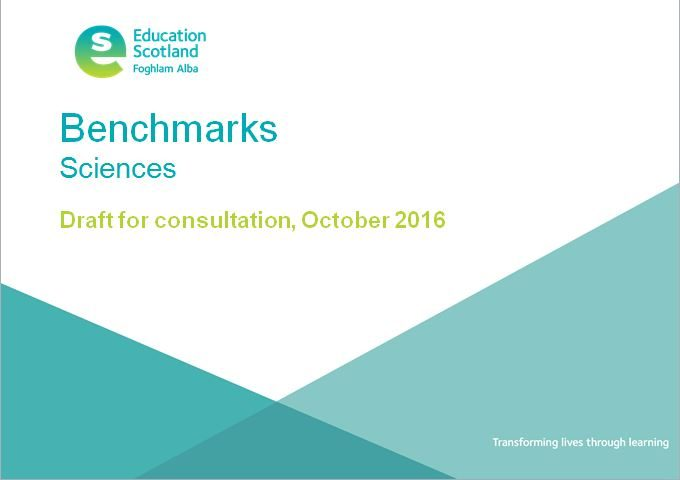 Education
Scotland
Foghlam Alba
Benchmarks
Sciences
Draft for consultation, October 2016
Transforming lives through learning